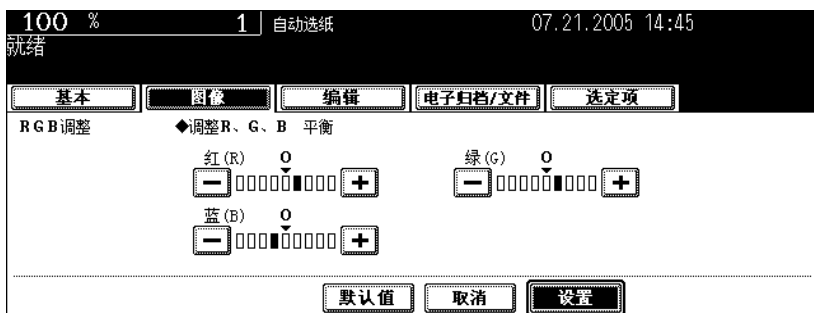 100 % 1 自动选纸 07.21.2005 14:45
就绪
基本 图像 编辑 电子归档/文件 选定项
RGB调整 ◆调整R、G、B 平衡
红(R) 0 绿(G) 0
蓝(B) 0
默认值 取消 设置